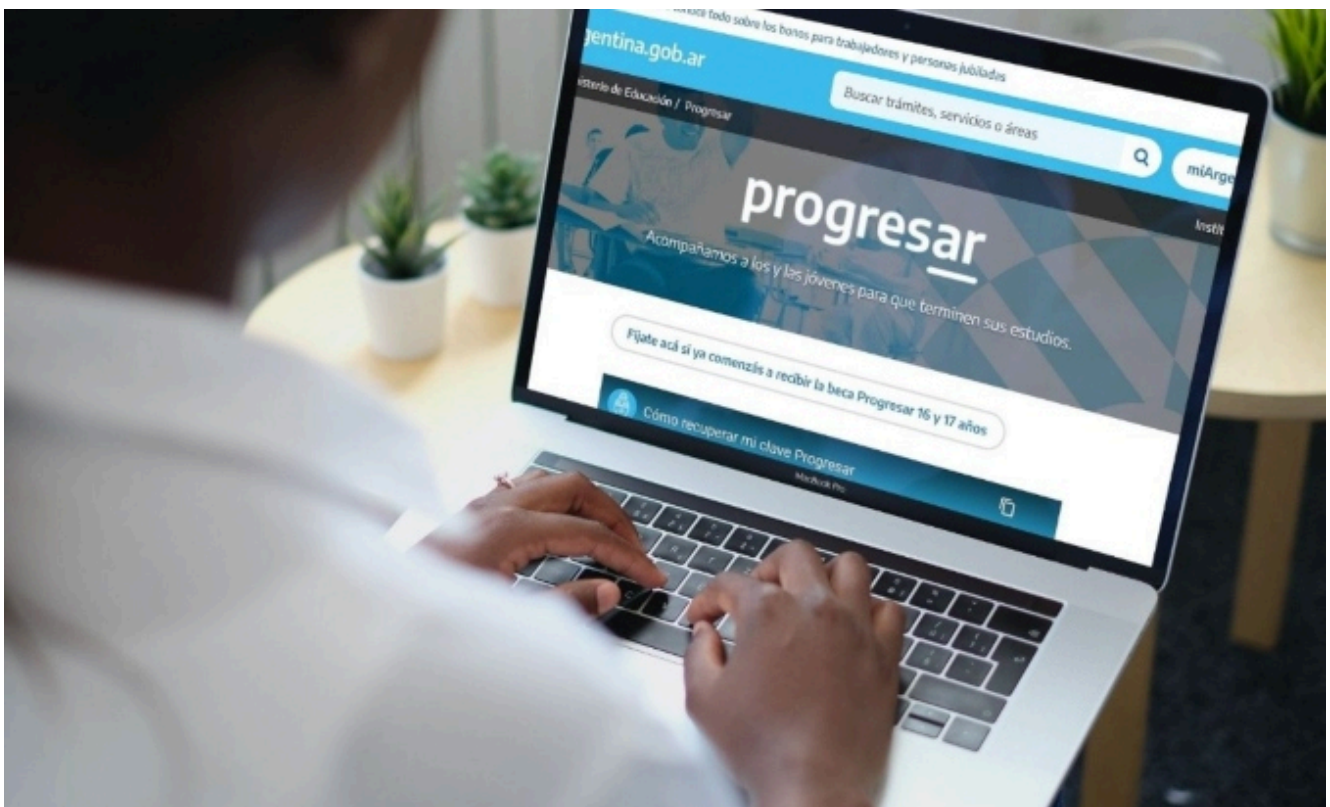 todo sobre los bonos para trabajadores y personas jubiladas
gentina.gob.ar
Buscar trámites, servicios o áreas
miArge
isterio de Educación / Progresar
Instit
progresar
Acompañamos a los y las jóvenes para que terminen sus estudios.
Fijate acá si ya comenzás a recibir la beca Progresar 16 y 17 años
Cómo recuperar mi clave Progresar
MacBook Pro